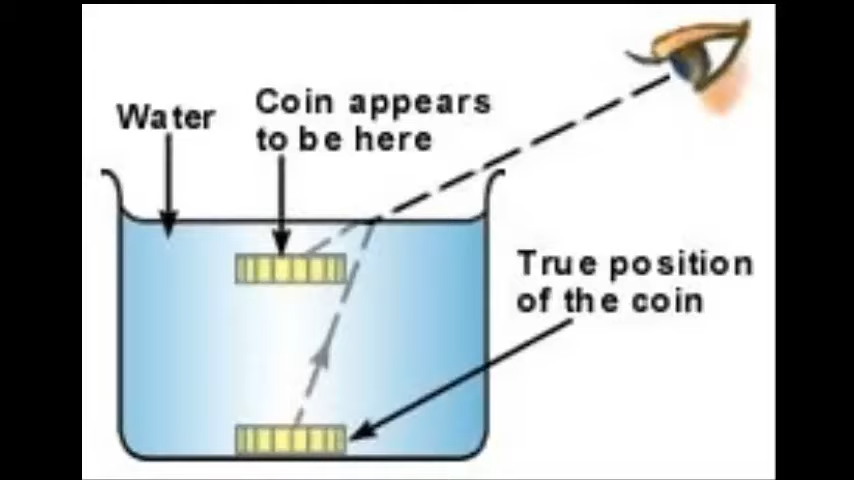 Water
Coin appears
to be here
True position
of the coin